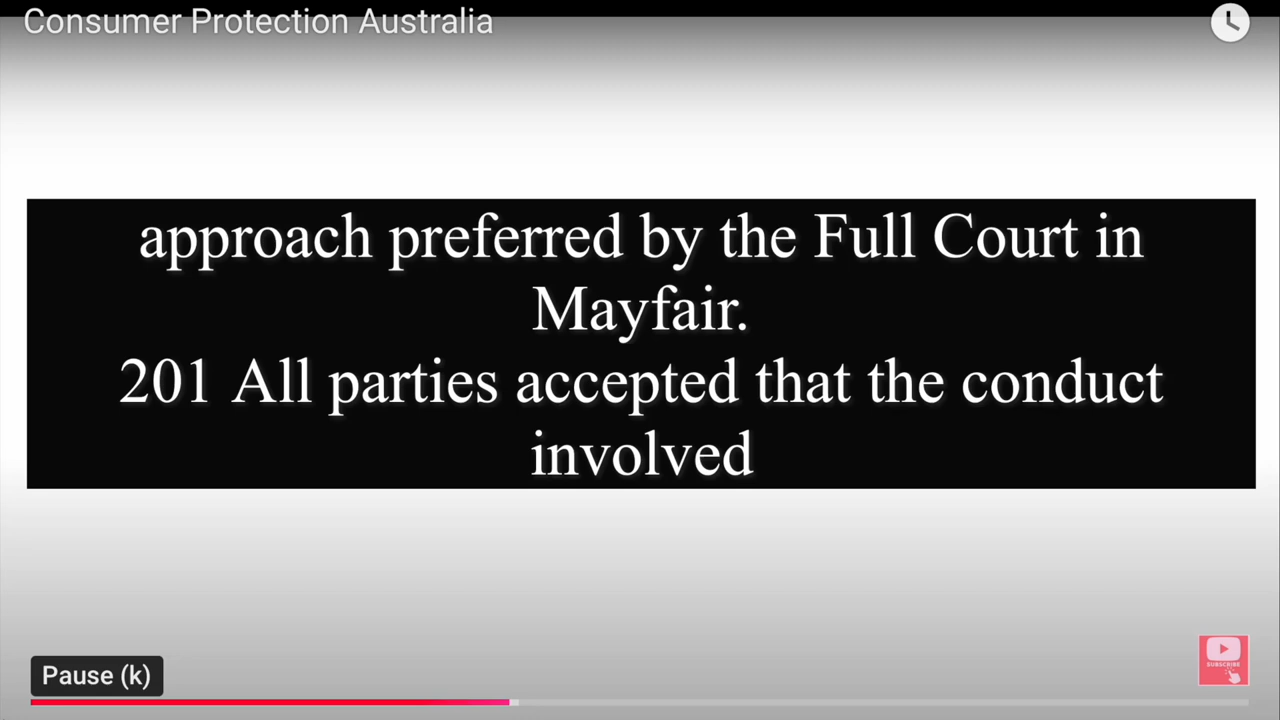 Consumer Protection Australia
approach preferred by the Full Court in
Mayfair.
201 All parties accepted that the conduct
involved
SUBSCRIBE
Pause (k)